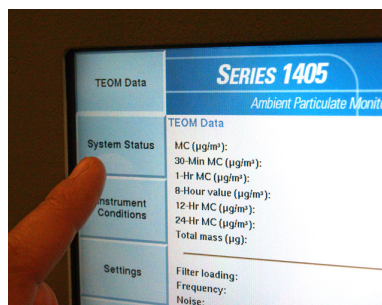 TEOM Data
SERIES 1405
Ambient Particulate Monit
System Status
TEOM Data
MC (µg/m³):
30-Min MC (µg/m³):
1-Hr MC (µg/m³):
8-Hour value (µg/m³):
12-Hr MC (µg/m³):
24-Hr MC (µg/m³):
Total mass (µg):
Instrument
Conditions
Settings
Filter loading:
Frequency:
Noise: